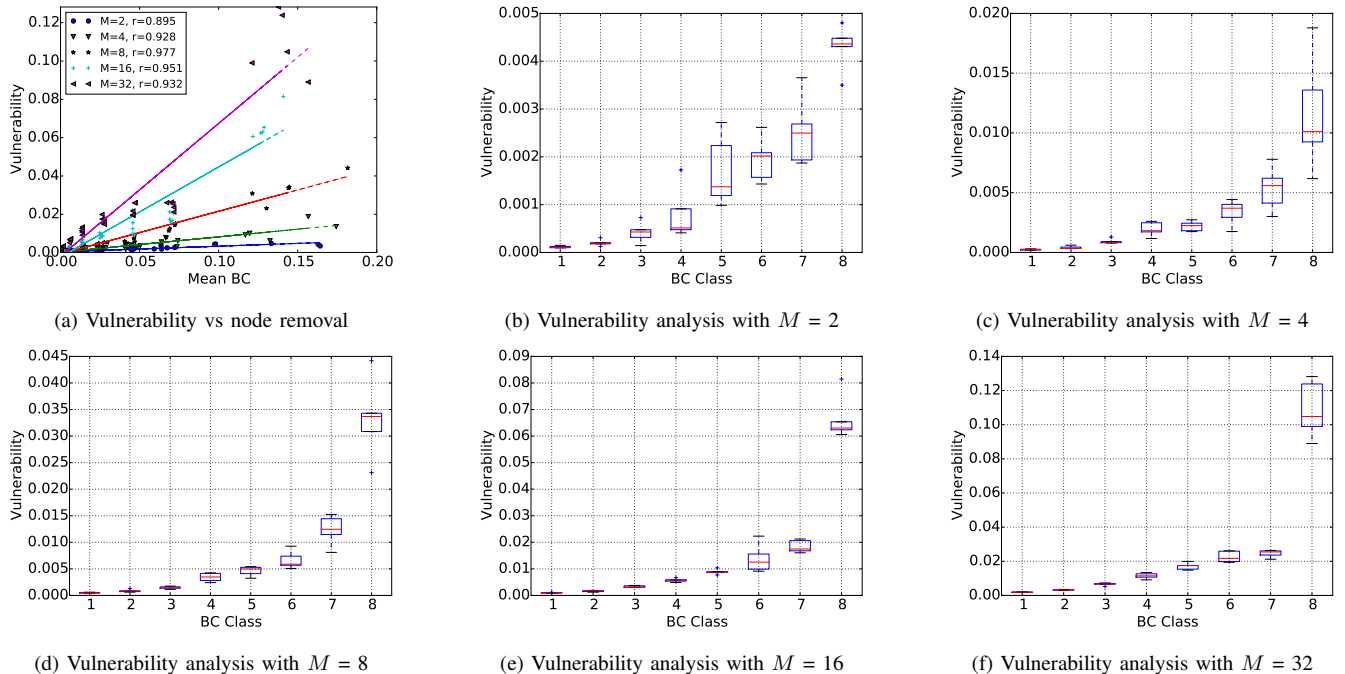 0.12
0.10
0.08
0.06
0.04
0.02
0.00
Vulnerability
M=2, r=0.895
M=4, r=0.928
M=8, r=0.977
M=16, r=0.951
M=32, r=0.932
0.00 0.05 0.10 0.15 0.20
Mean BC
(a) Vulnerability vs node removal
0.005
0.004
0.003
0.002
0.001
0.000
Vulnerability
1 2 3 4 5 6 7 8
BC Class
(b) Vulnerability analysis with M = 2
0.020
0.015
0.010
0.005
0.000
Vulnerability
1 2 3 4 5 6 7 8
BC Class
(c) Vulnerability analysis with M = 4
0.045
0.040
0.035
0.030
0.025
0.020
0.015
0.010
0.005
0.000
Vulnerability
1 2 3 4 5 6 7 8
BC Class
(d) Vulnerability analysis with M = 8
0.09
0.08
0.07
0.06
0.05
0.04
0.03
0.02
0.01
0.00
Vulnerability
1 2 3 4 5 6 7 8
BC Class
(e) Vulnerability analysis with M = 16
0.14
0.12
0.10
0.08
0.06
0.04
0.02
0.00
Vulnerability
1 2 3 4 5 6 7 8
BC Class
(f) Vulnerability analysis with M = 32